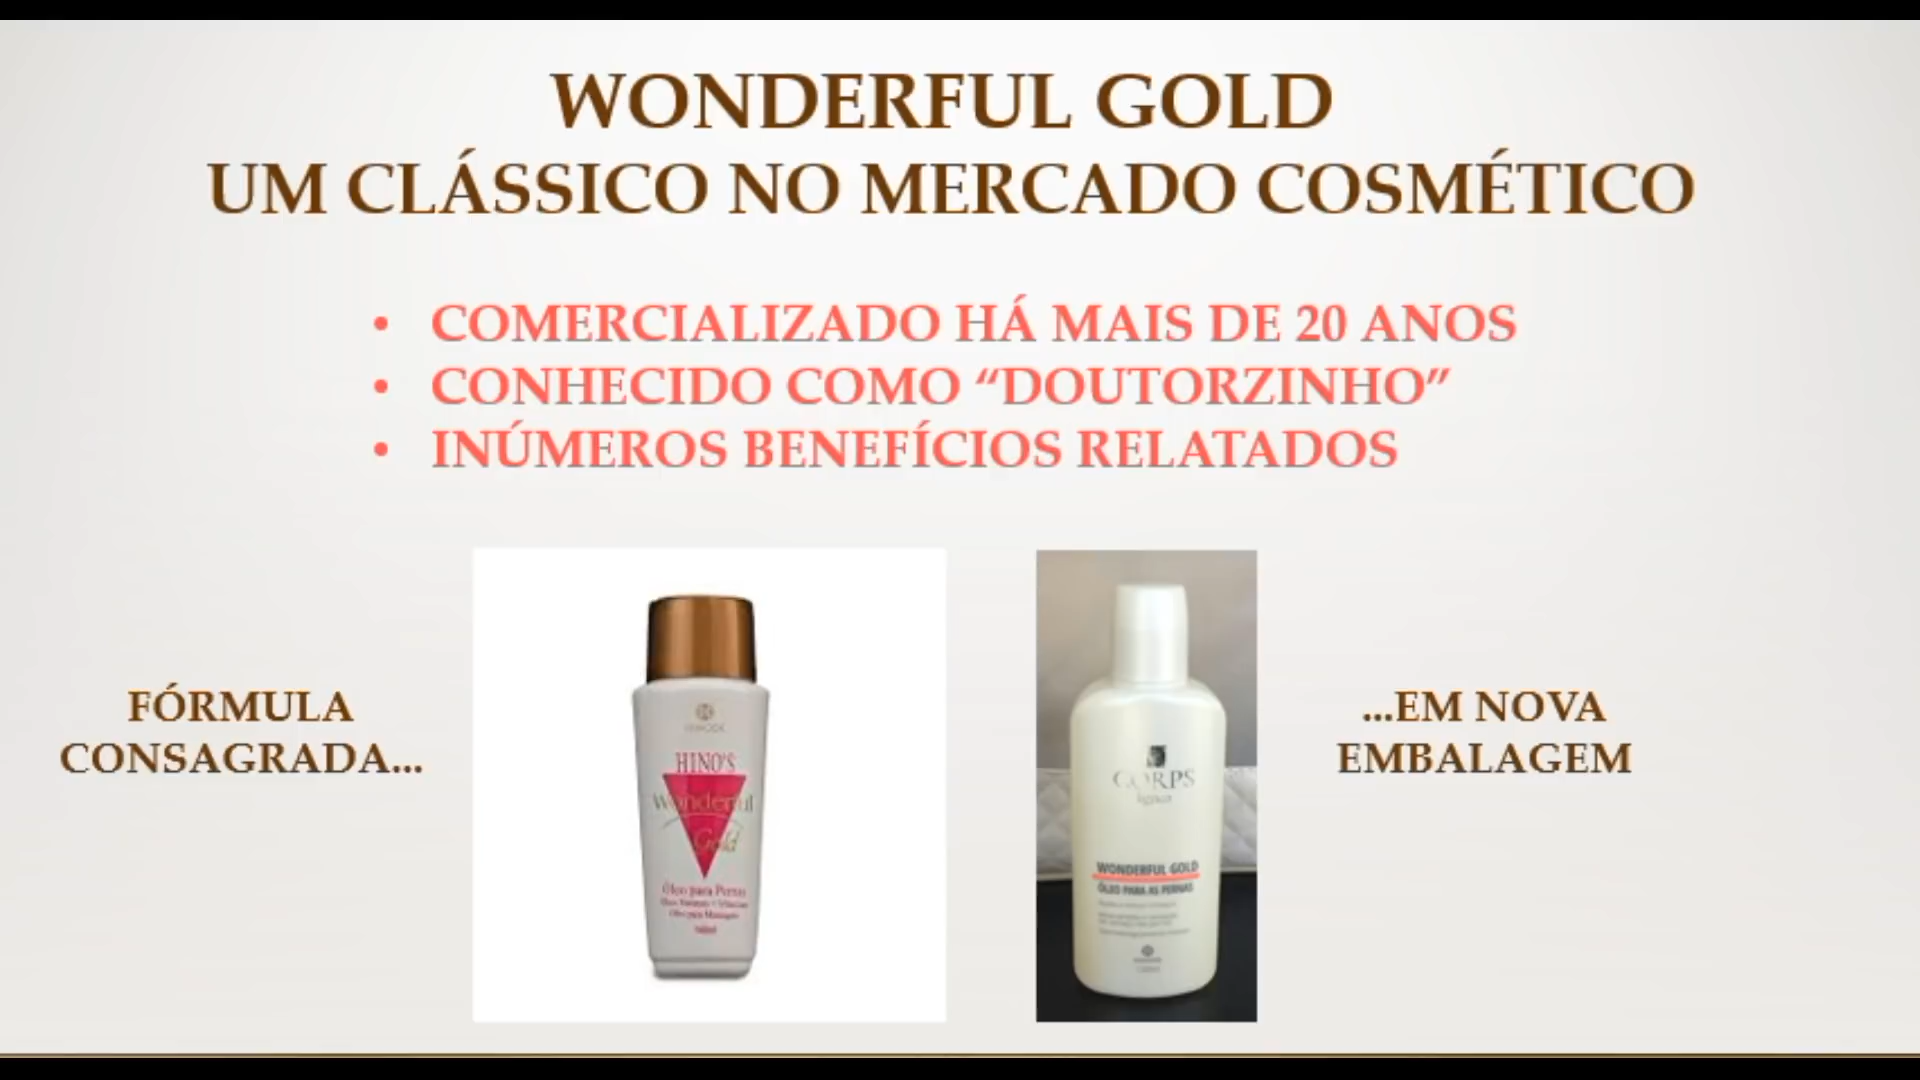 WONDERFUL GOLD
UM CLÁSSICO NO MERCADO COSMÉTICO
• COMERCIALIZADO HÁ MAIS DE 20 ANOS
• CONHECIDO COMO “DOUTORZINHO”
• INÚMEROS BENEFÍCIOS RELATADOS
FÓRMULA
CONSAGRADA...
HINO'S
Wonderful
Gold
Óleo para Pernas
CORPS
WONDERFUL GOLD
ÓLEO PARA AS PERNAS
...EM NOVA
EMBALAGEM